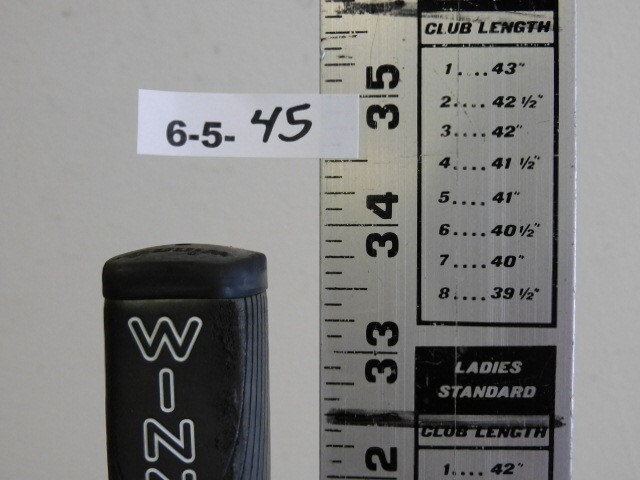 CLUB LENGTH
1....43"
2....42 1/2"
3....42"
4....41 1/2"
5....41"
6....40 1/2"
7....40"
8....39 1/2"
LADIES
STANDARD
CLUB LENGTH
1....42"
35
34
33
2
6-5- 45
WIN